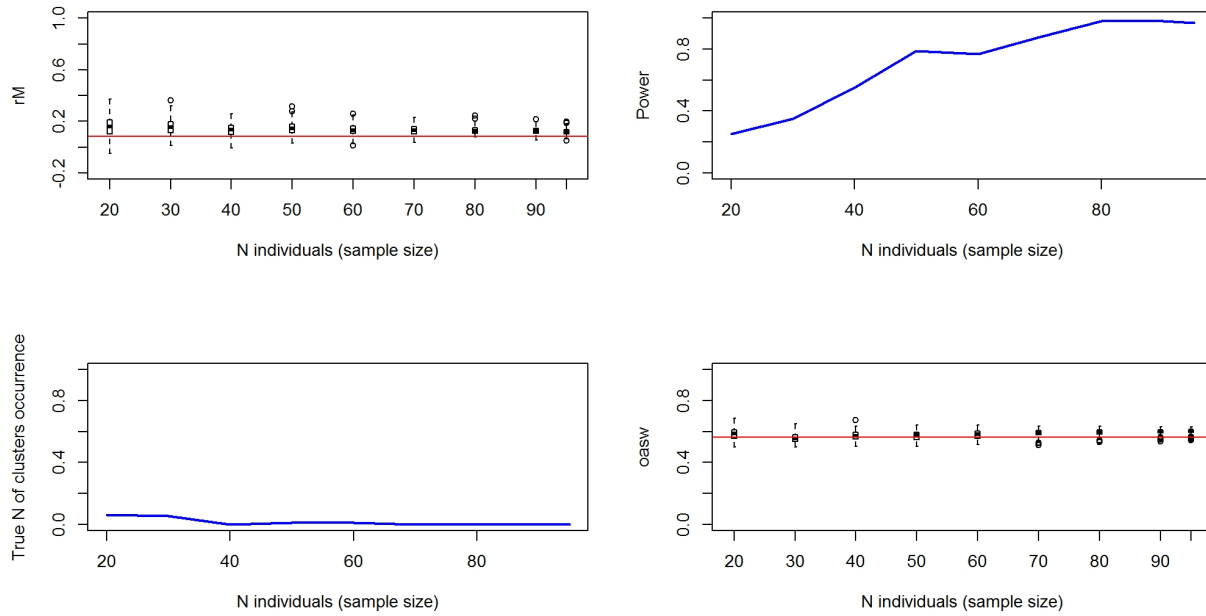 rM
1.0
0.6
0.2
-0.2
20 30 40 50 60 70 80 90
N individuals (sample size)
Power
0.8
0.4
0.0
20 40 60 80
N individuals (sample size)
True N of clusters occurrence
0.8
0.4
0.0
20 40 60 80
N individuals (sample size)
oasw
0.8
0.4
0.0
20 30 40 50 60 70 80 90
N individuals (sample size)